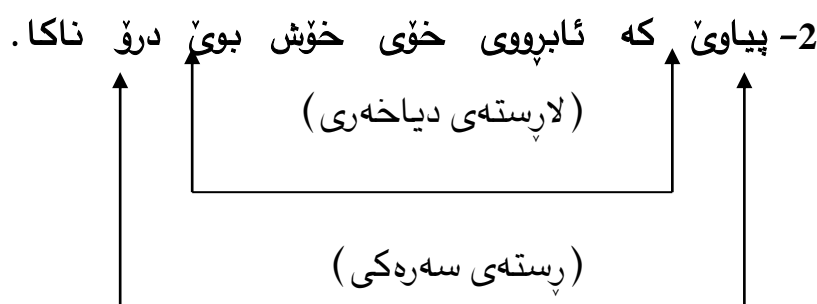 2- پیاوێ که ئابڕووی خۆی خۆش بوێ درۆ ناکا.
(لاڕستەی دیاخەری)
(ڕستەی سەرەکی)